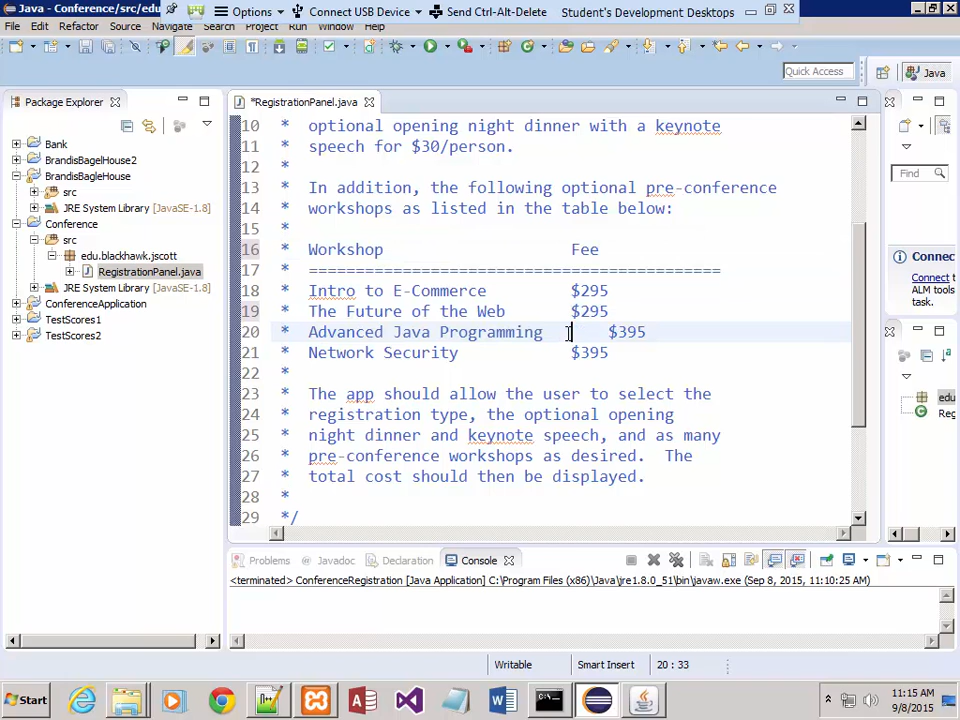 Options
Connect USB Device
Send Ctrl-Alt-Delete
Student's Development Desktops
Java - Conference/src/edu
File Edit Refactor Source Navigate Search Project Run Window Help
Quick Access
Java
Package Explorer
*RegistrationPanel.java
Bank
BrandisBagelHouse2
BrandisBagleHouse
src
JRE System Library [JavaSE-1.8]
Conference
src
edu.blackhawk.jscott
RegistrationPanel.java
JRE System Library [JavaSE-1.8]
ConferenceApplication
TestScores1
TestScores2
10 * optional opening night dinner with a keynote
11 * speech for $30/person.
12 *
13 * In addition, the following optional pre-conference
14 * workshops as listed in the table below:
15 *
16 * Workshop Fee
17 * ============================================
18 * Intro to E-Commerce $295
19 * The Future of the Web $295
20 * Advanced Java Programming $395
21 * Network Security $395
22 *
23 * The app should allow the user to select the
24 * registration type, the optional opening
25 * night dinner and keynote speech, and as many
26 * pre-conference workshops as desired.  The
27 * total cost should then be displayed.
28 *
29 */
Find
Connec
Connect to
your task and
ALM tools.
edu
Reg
Problems Javadoc Declaration Console
<terminated> ConferenceRegistration [Java Application] C:\Program Files (x86)\Java\jre1.8.0_51\bin\javaw.exe (Sep 8, 2015, 11:10:25 AM)
Writable Smart Insert 20 : 33
Start
11:15 AM
9/8/2015